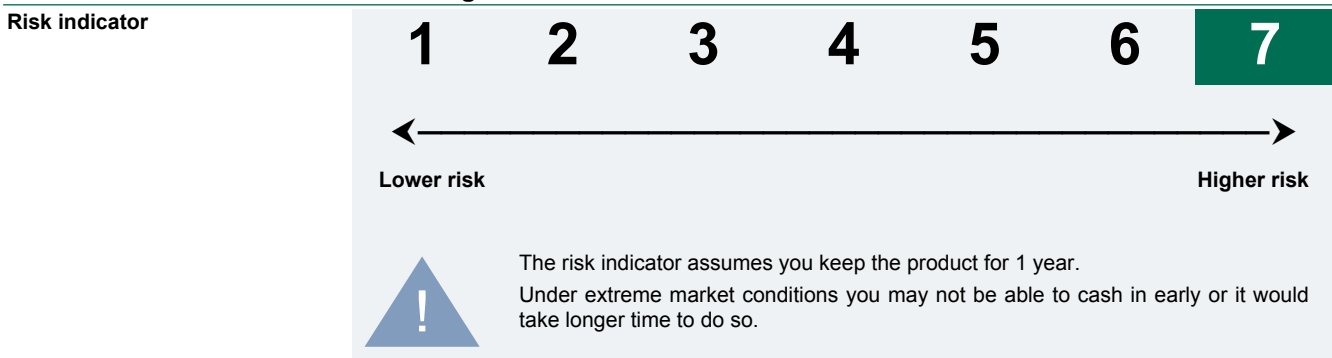 Risk indicator
1 2 3 4 5 6 7
Lower risk Higher risk
! The risk indicator assumes you keep the product for 1 year.
Under extreme market conditions you may not be able to cash in early or it would
take longer time to do so.